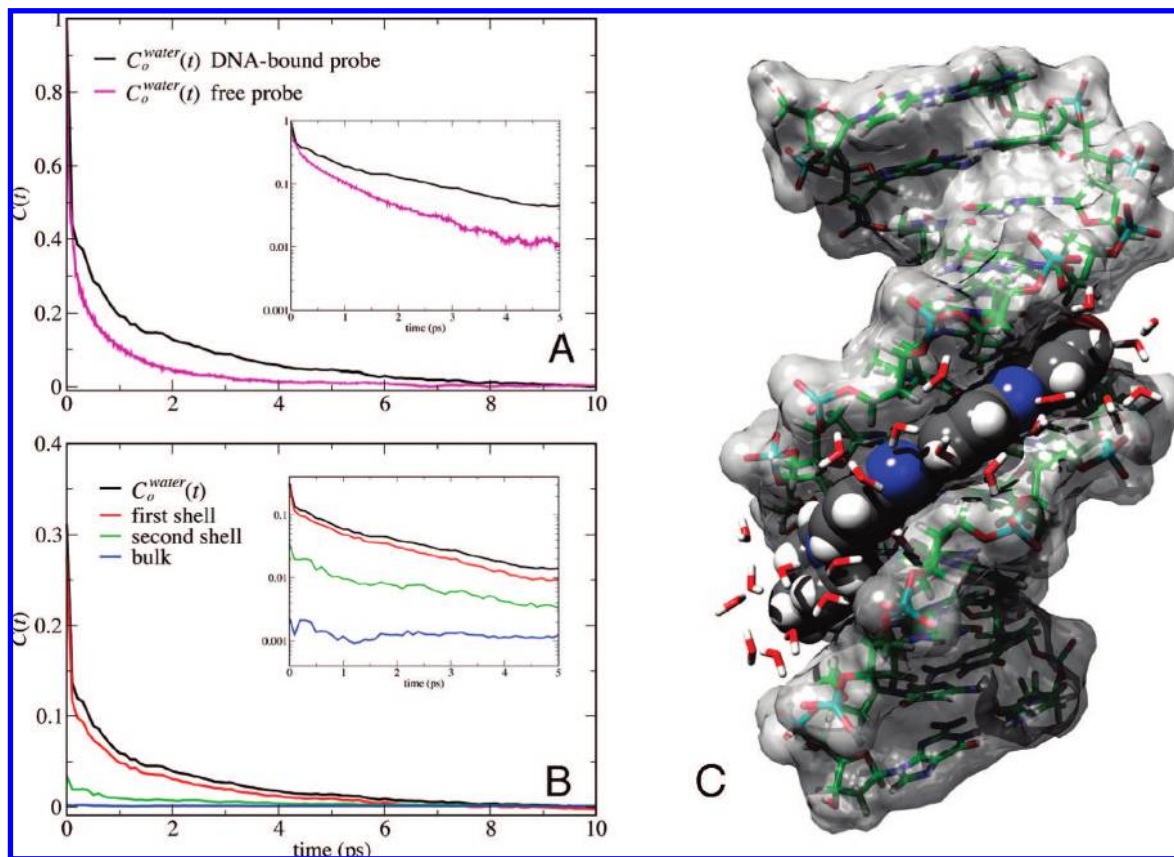 1
0.8
0.6
0.4
0.2
0
C(t)
C_o^water(t) DNA-bound probe
C_o^water(t) free probe
1
0.1
0.01
0.001
0 1 2 3 4 5
time (ps)
A
0 2 4 6 8 10
0.4
0.3
0.2
0.1
0
C(t)
C_o^water(t)
first shell
second shell
bulk
0.1
0.01
0.001
0 1 2 3 4 5
time (ps)
B
0 2 4 6 8 10
time (ps)
C